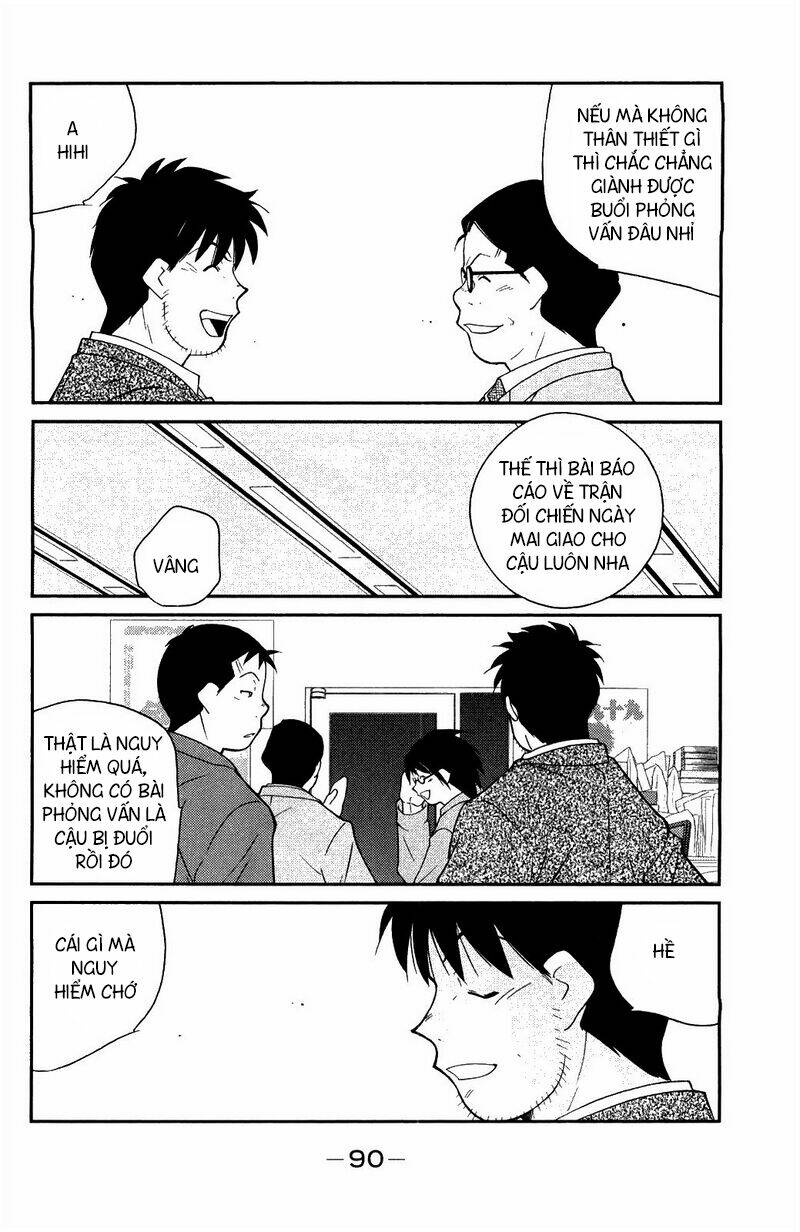 NẾU MÀ KHÔNG
THÂN THIẾT GÌ
THÌ CHẮC CHẲNG
GIÀNH ĐƯỢC
BUỔI PHỎNG
VẤN ĐÂU NHỈ
A
HIHI
THẾ THÌ BÀI BÁO
CÁO VỀ TRẬN
ĐỐI CHIẾN NGÀY
MAI GIAO CHO
CẬU LUÔN NHA
VÂNG
九十九
THẬT LÀ NGUY
HIỂM QUÁ,
KHÔNG CÓ BÀI
PHỎNG VẤN LÀ
CẬU BỊ ĐUỔI
RỒI ĐÓ
HỀ
CÁI GÌ MÀ
NGUY
HIỂM CHỚ
—90—